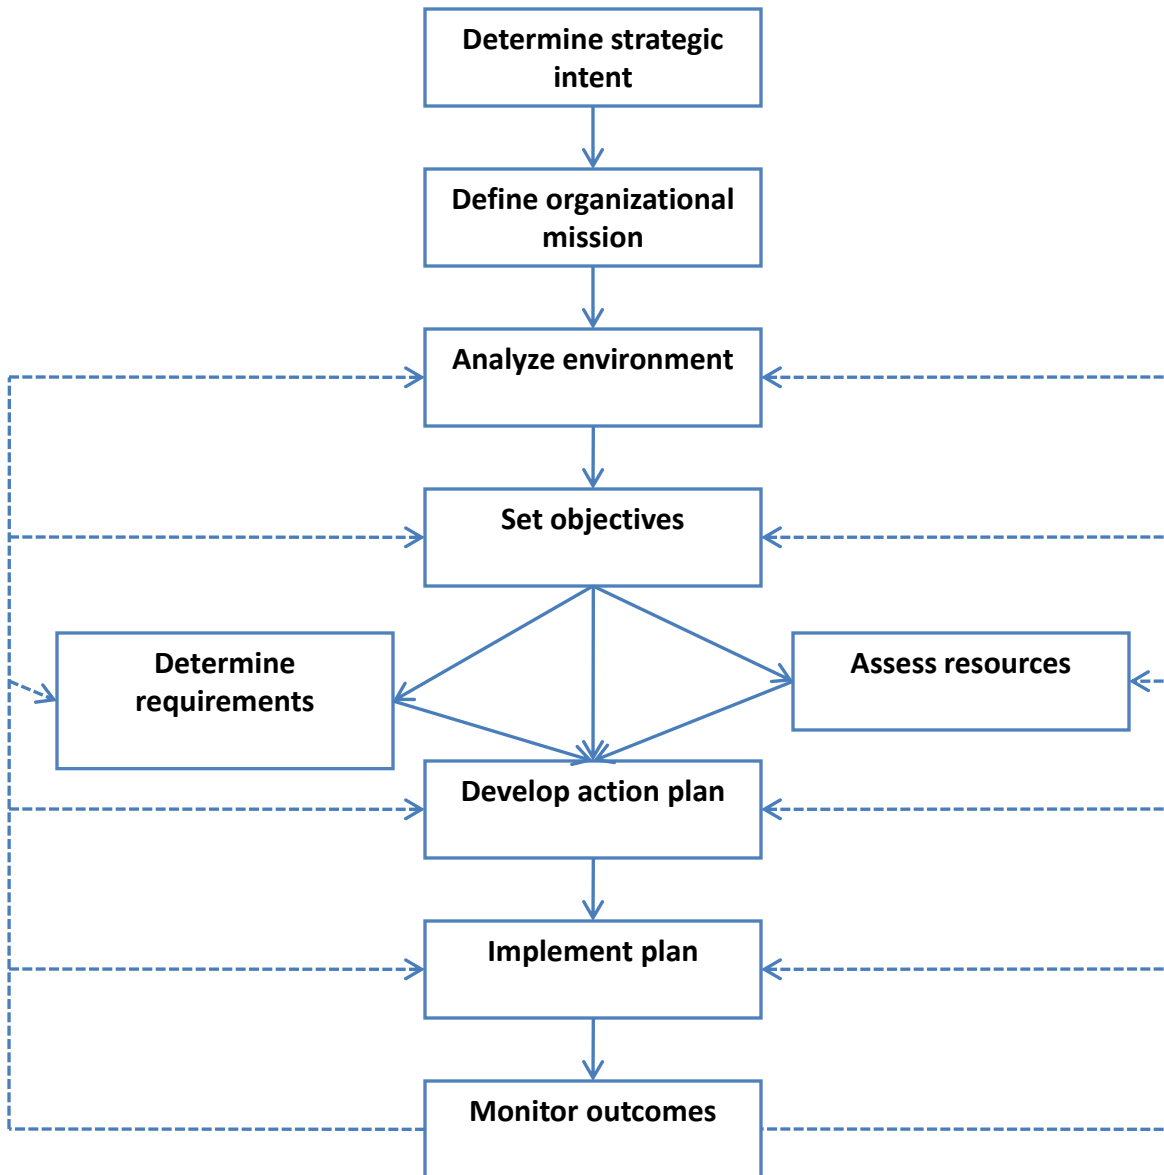 Determine strategic
intent
Define organizational
mission
Analyze environment
Set objectives
Determine
requirements
Assess resources
Develop action plan
Implement plan
Monitor outcomes